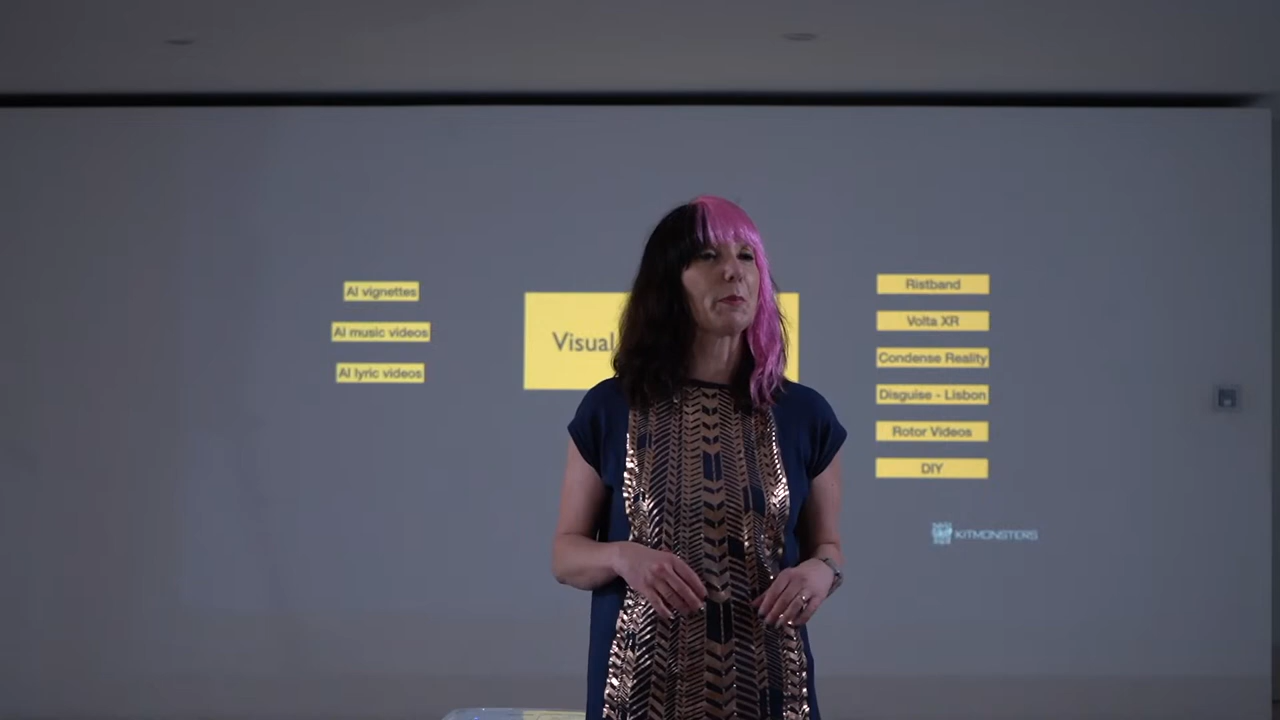 AI vignettes
AI music videos
AI lyric videos
Visual
Ristband
Volta XR
Condense Reality
Disguise - Lisbon
Rotor Videos
DIY
KITMONSTERS